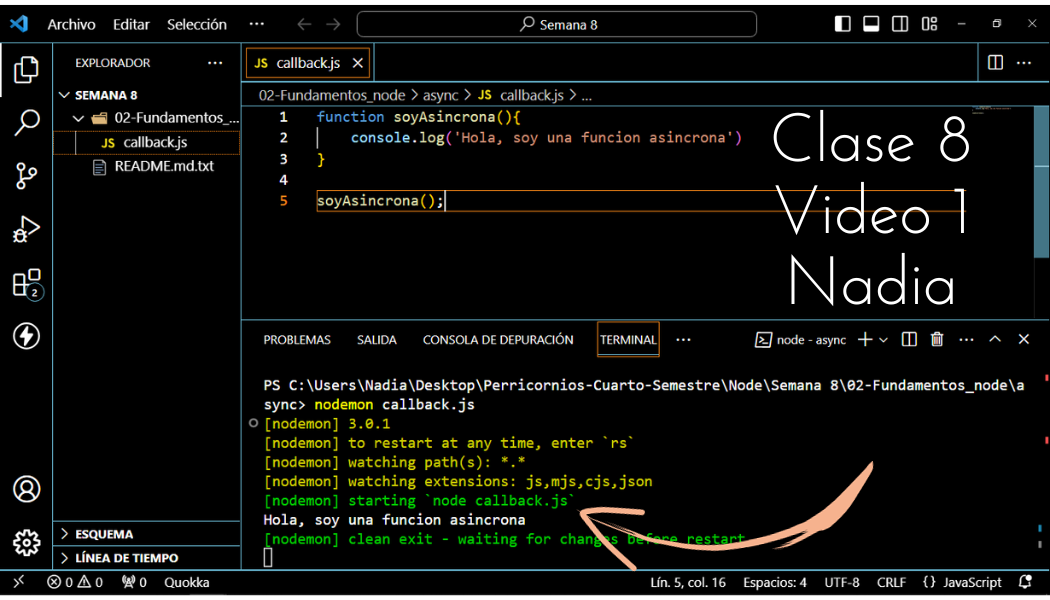 Archivo Editar Selección ... Semana 8
EXPLORADOR ...
SEMANA 8
02-Fundamentos_...
JS callback.js
README.md.txt
ESQUEMA
LÍNEA DE TIEMPO
JS callback.js
02-Fundamentos_node > async > JS callback.js > ...
1 function soyAsincrona(){
2 console.log('Hola, soy una funcion asincrona')
3 }
4
5 soyAsincrona();
Clase 8
Video 1
Nadia
PROBLEMAS SALIDA CONSOLA DE DEPURACIÓN TERMINAL ... node - async
PS C:\Users\Nadia\Desktop\Perricornios-Cuarto-Semestre\Node\Semana 8\02-Fundamentos_node\a
sync> nodemon callback.js
[nodemon] 3.0.1
[nodemon] to restart at any time, enter `rs`
[nodemon] watching path(s): *.*
[nodemon] watching extensions: js,mjs,cjs,json
[nodemon] starting `node callback.js`
Hola, soy una funcion asincrona
[nodemon] clean exit - waiting for changes before restart
2
0 0 0 Quokka Lín. 5, col. 16 Espacios: 4 UTF-8 CRLF {} JavaScript